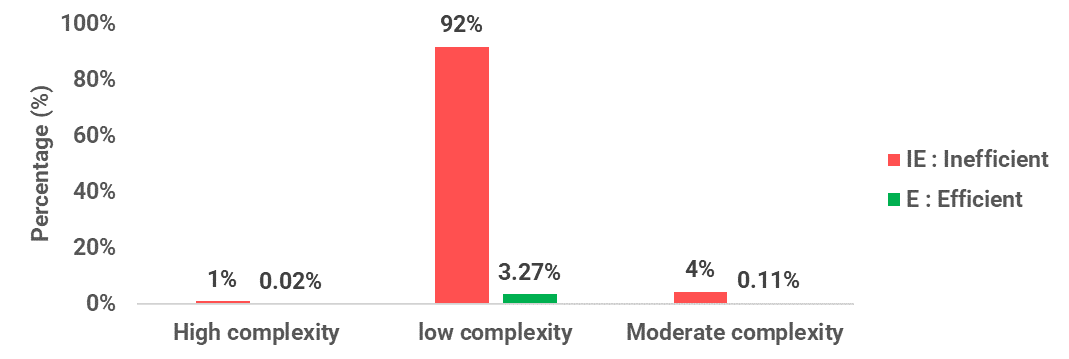 100%
80%
60%
40%
20%
0%
Percentage (%)
1%
0.02%
92%
3.27%
4%
0.11%
High complexity
low complexity
Moderate complexity
IE : Inefficient
E : Efficient